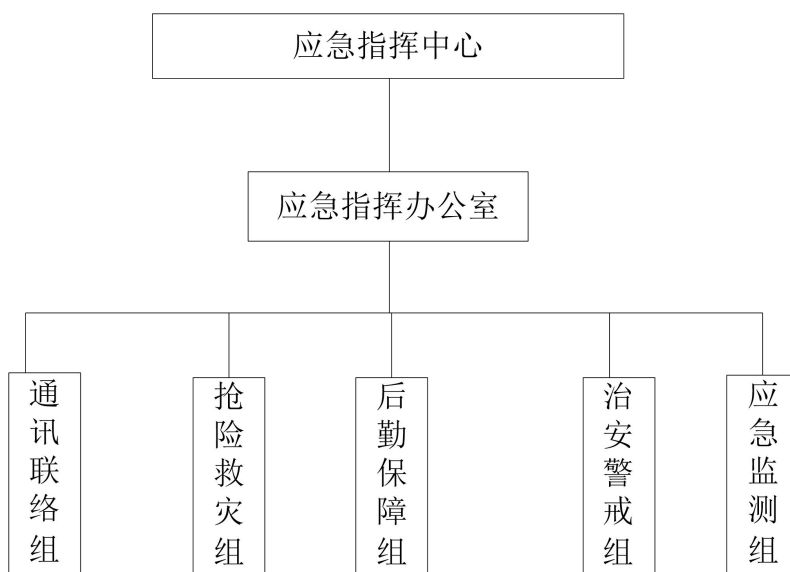 应急指挥中心
应急指挥办公室
通讯联络组
抢险救灾组
后勤保障组
治安警戒组
应急监测组